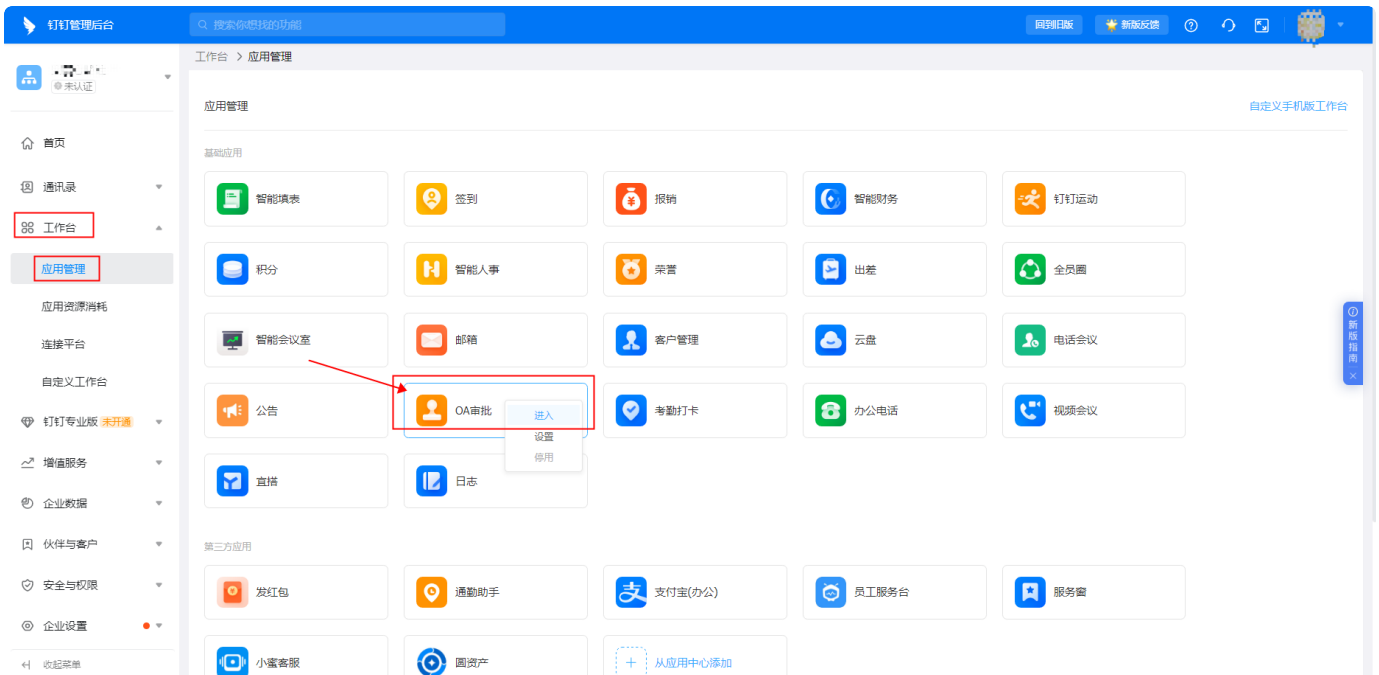 钉钉管理后台
搜索你想找的功能
回到旧版
新版反馈
未认证
首页
通讯录
工作台
应用管理
应用资源消耗
连接平台
自定义工作台
钉钉专业版 未开通
增值服务
企业数据
伙伴与客户
安全与权限
企业设置
收起菜单
工作台 > 应用管理
应用管理
自定义手机版工作台
基础应用
智能填表
签到
报销
智能财务
钉钉运动
积分
智能人事
荣誉
出差
全员圈
智能会议室
邮箱
客户管理
云盘
电话会议
公告
OA审批
进入
设置
停用
考勤打卡
办公电话
视频会议
直搭
日志
第三方应用
发红包
通勤助手
支付宝(办公)
员工服务台
服务窗
小蜜客服
圆资产
从应用中心添加
新版指南